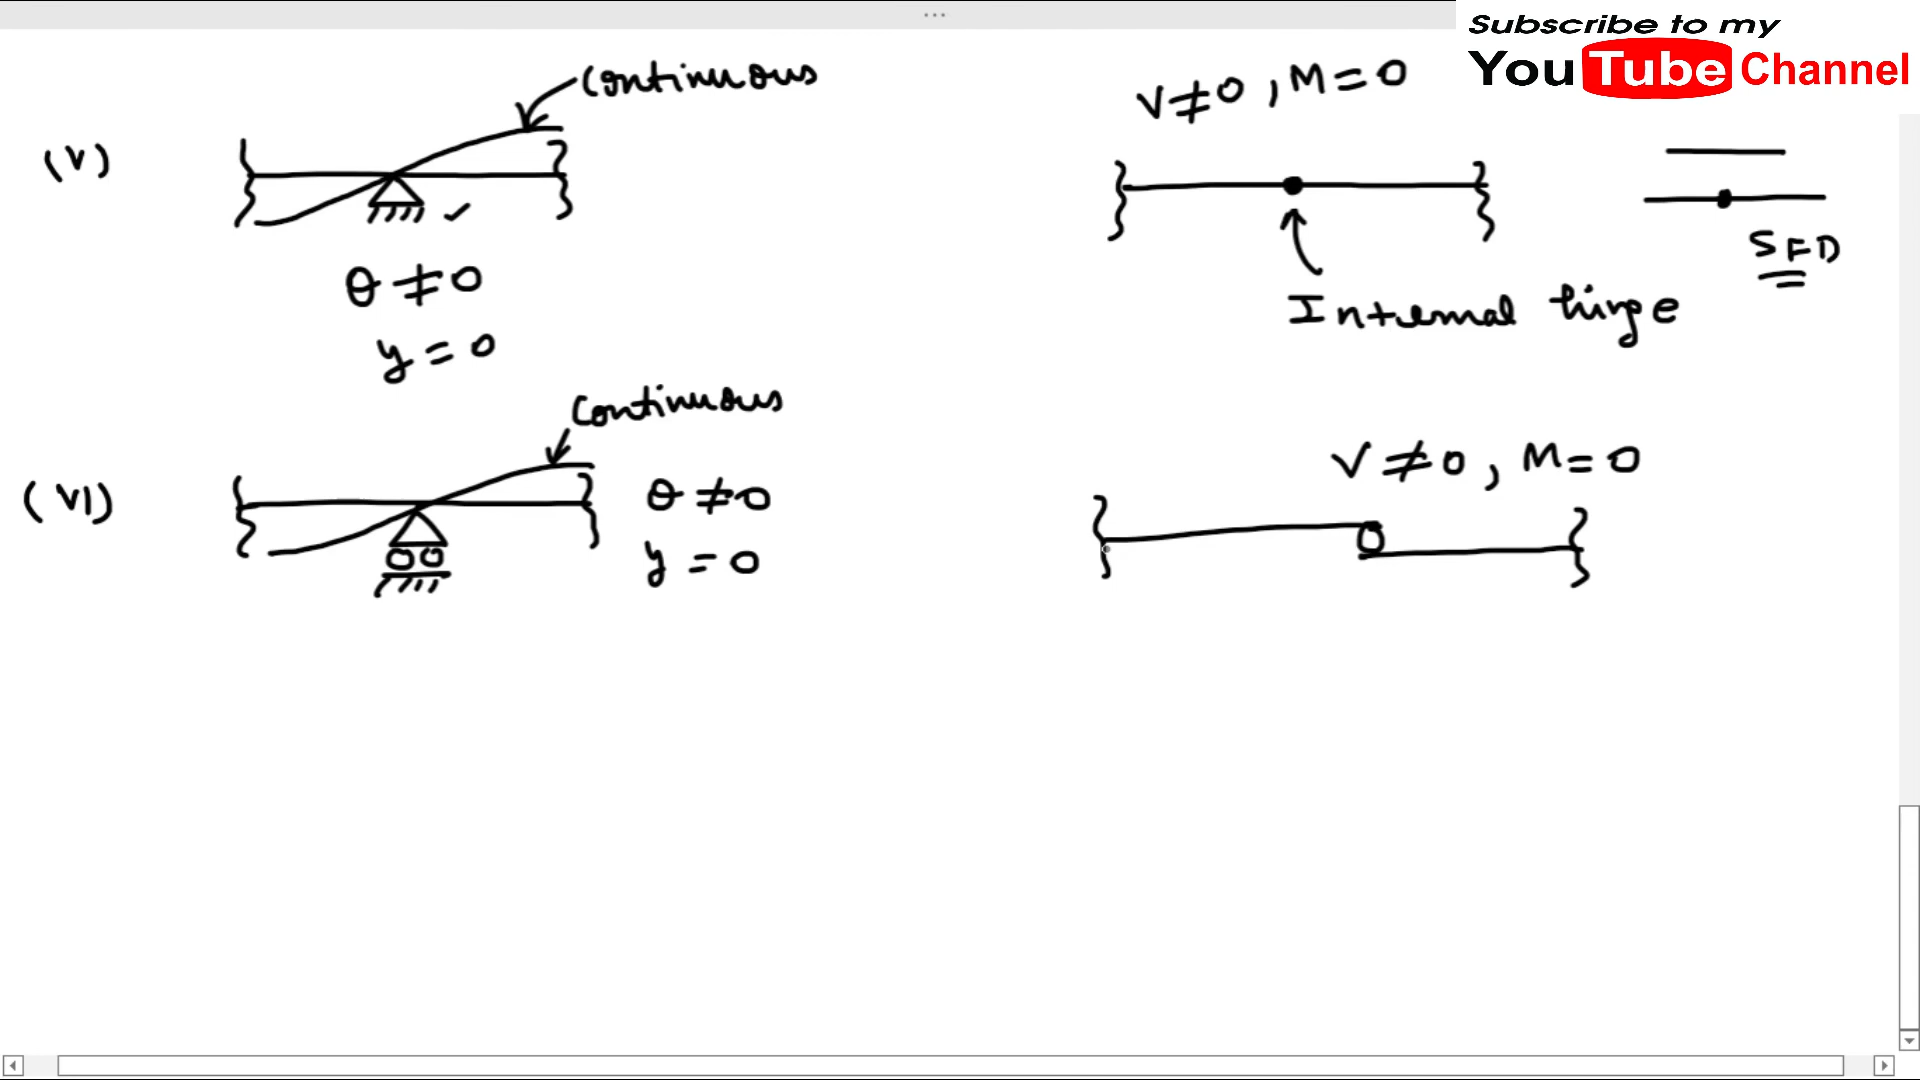 Subscribe to my
YouTube Channel
continuous
(V)
θ ≠ 0
y = 0
V ≠ 0, M = 0
SFD
Internal hinge
continuous
(VI)
θ ≠ 0
y = 0
V ≠ 0, M = 0